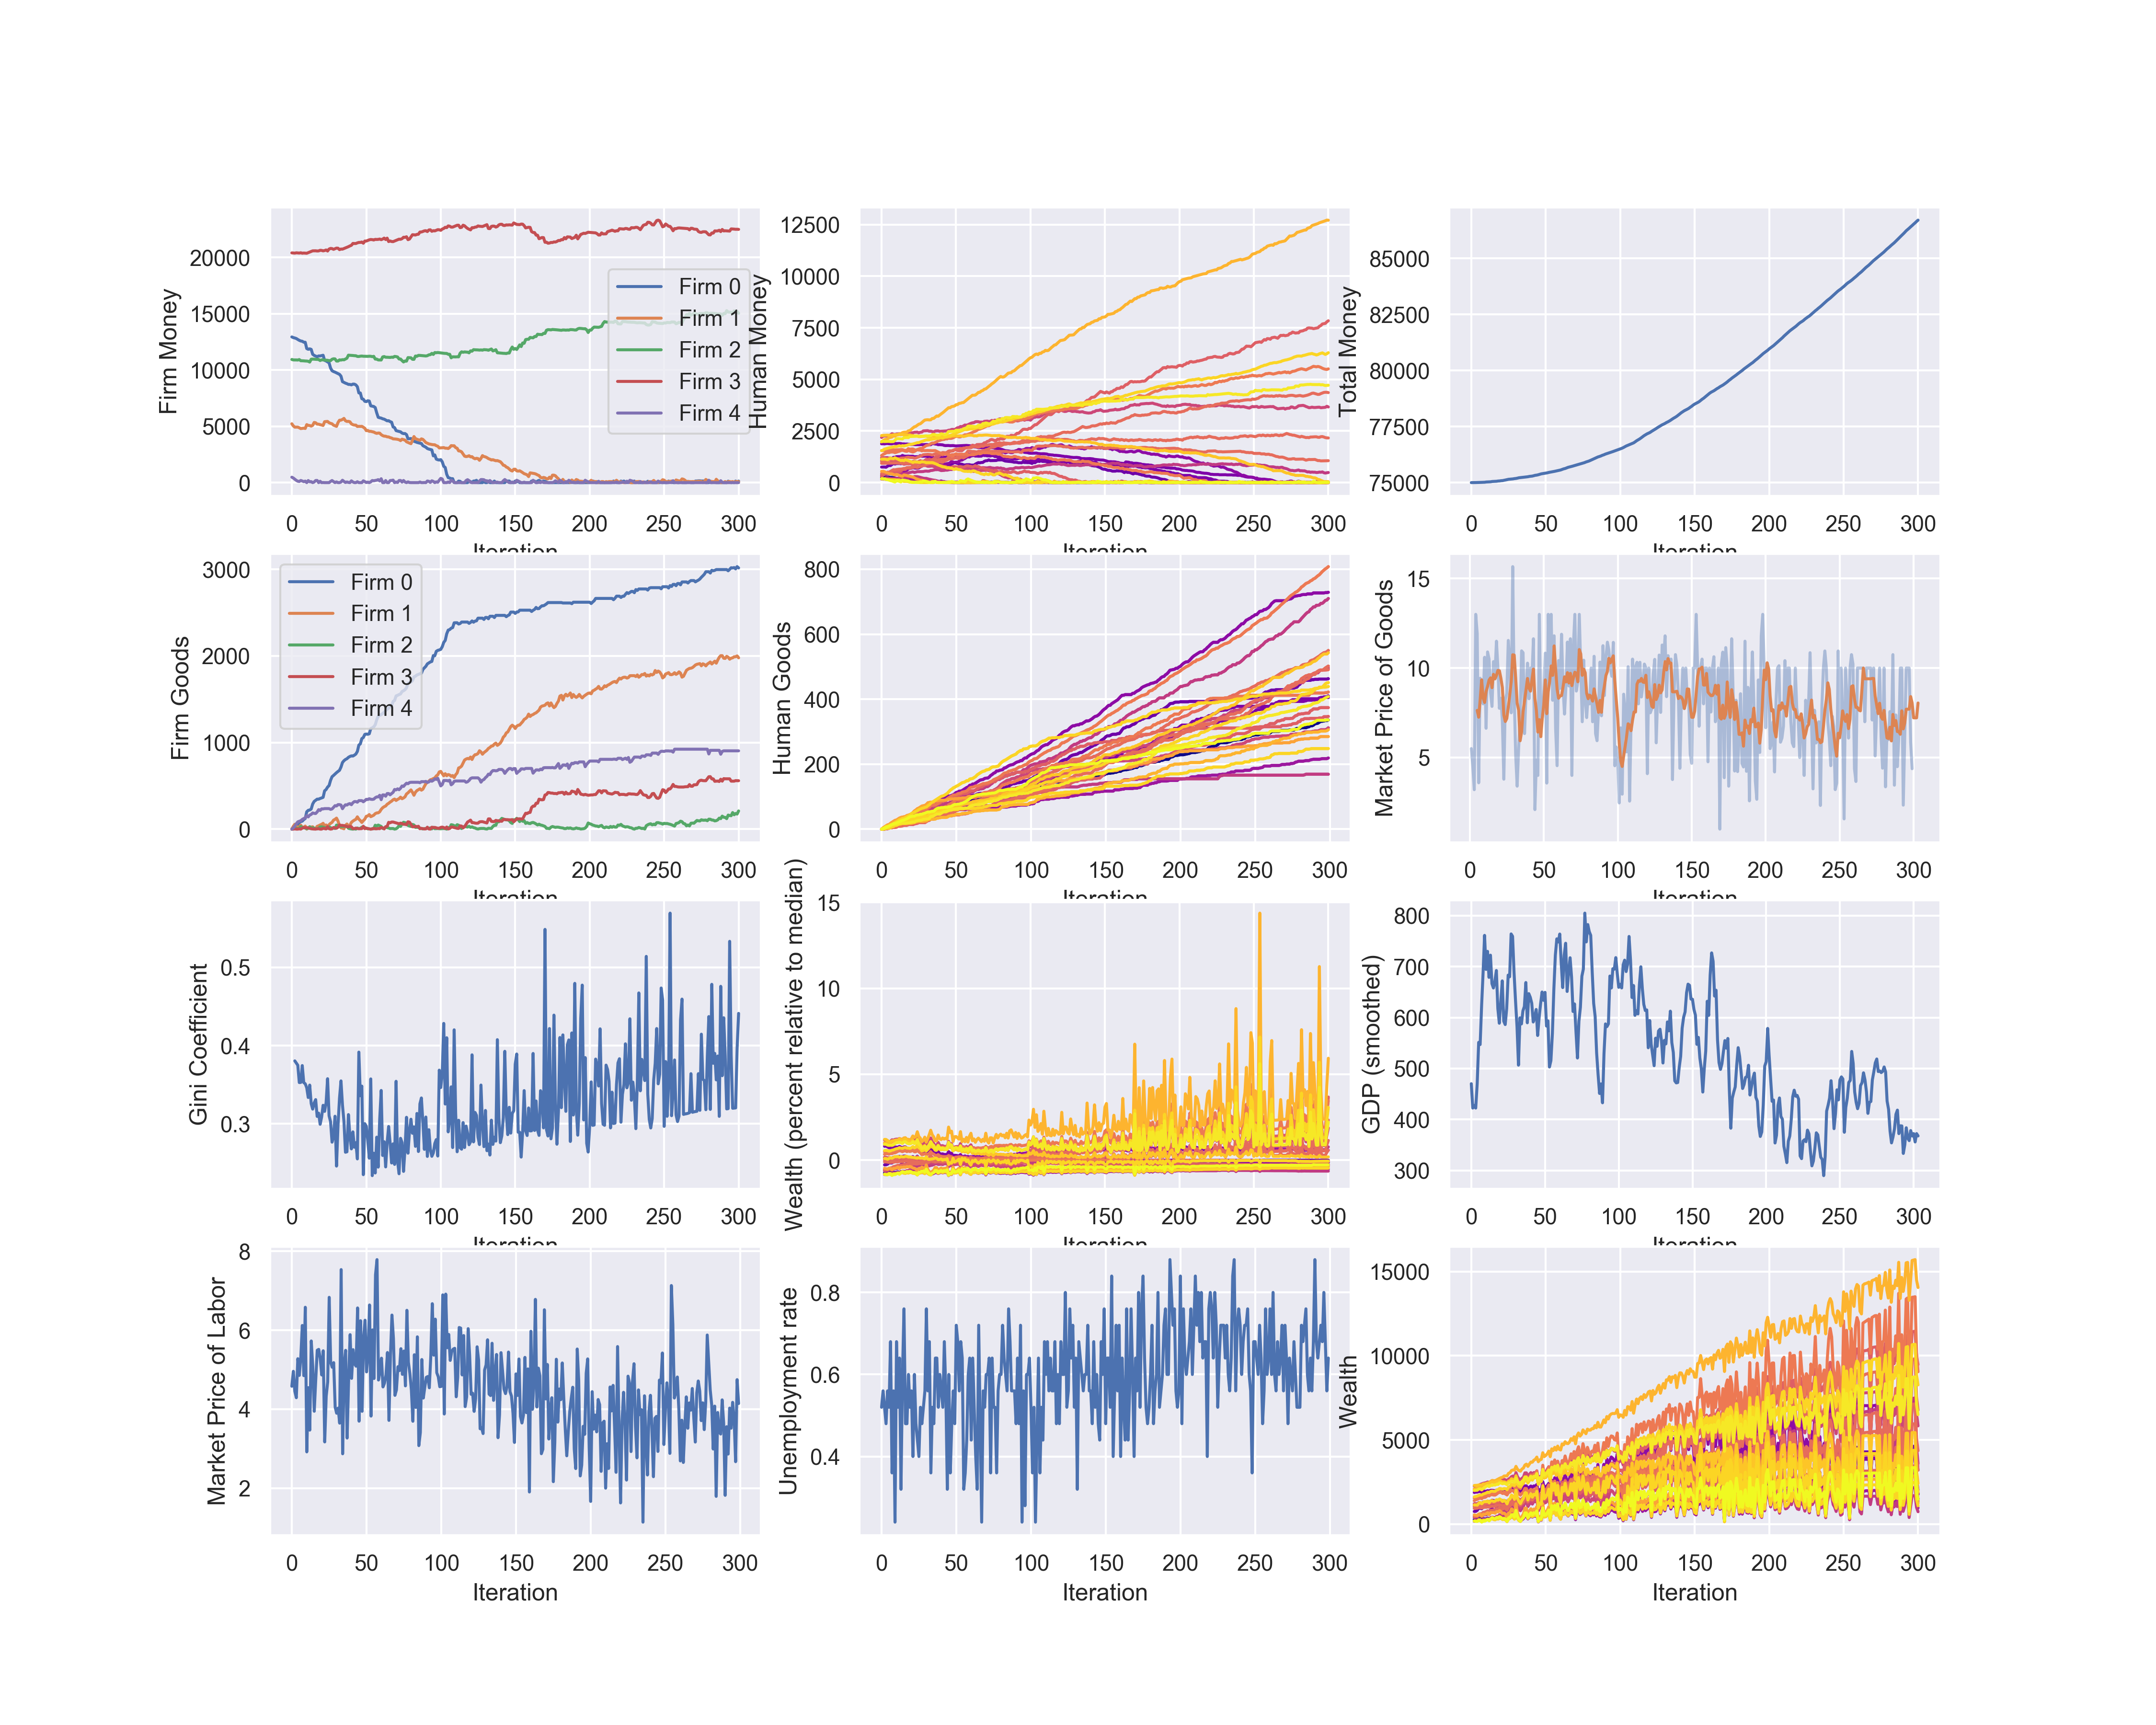 Firm Money
20000
15000
10000
5000
0
Firm 0
Firm 1
Firm 2
Firm 3
Firm 4
0 50 100 150 200 250 300
Iteration
Human Money
12500
10000
7500
5000
2500
0
0 50 100 150 200 250 300
Iteration
Total Money
85000
82500
80000
77500
75000
0 50 100 150 200 250 300
Iteration
Firm Goods
3000
2000
1000
0
Firm 0
Firm 1
Firm 2
Firm 3
Firm 4
0 50 100 150 200 250 300
Iteration
Human Goods
800
600
400
200
0
0 50 100 150 200 250 300
Iteration
Market Price of Goods
15
10
5
0 50 100 150 200 250 300
Iteration
Gini Coefficient
0.5
0.4
0.3
0 50 100 150 200 250 300
Iteration
Wealth (percent relative to median)
15
10
5
0
0 50 100 150 200 250 300
Iteration
GDP (smoothed)
800
700
600
500
400
300
0 50 100 150 200 250 300
Iteration
Market Price of Labor
8
6
4
2
0 50 100 150 200 250 300
Iteration
Unemployment rate
0.8
0.6
0.4
0 50 100 150 200 250 300
Iteration
Wealth
15000
10000
5000
0
0 50 100 150 200 250 300
Iteration